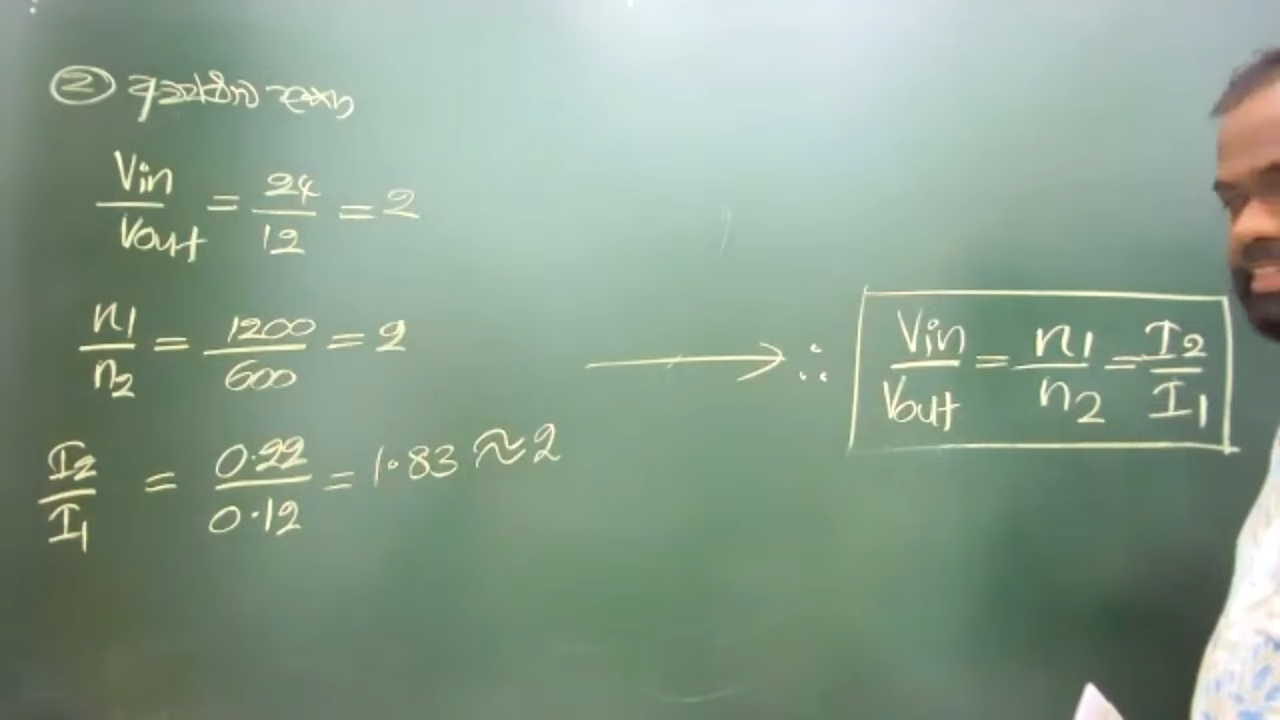 ②
Vin/Vout = 24/12 = 2
n1/n2 = 1200/600 = 2
I2/I1 = 0.22/0.12 = 1.83 ≈ 2
∴ Vin/Vout = n1/n2 = I2/I1